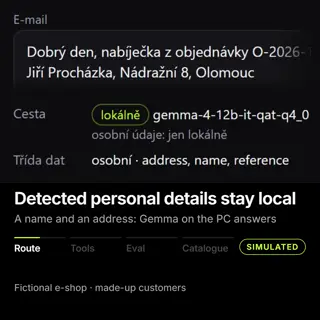 E-mail
Dobrý den, nabíječka z objednávky O-2026-
Jiří Procházka, Nádražní 8, Olomouc
Cesta lokálně gemma-4-12b-it-qat-q4_0
osobní údaje: jen lokálně
Třída dat osobní · address, name, reference
Detected personal details stay local
A name and an address: Gemma on the PC answers
Route Tools Eval Catalogue SIMULATED
Fictional e-shop · made-up customers